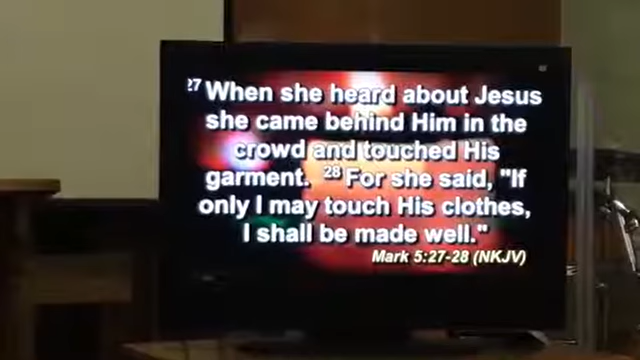 27 When she heard about Jesus
she came behind Him in the
crowd and touched His
garment. 28 For she said, "If
only I may touch His clothes,
I shall be made well."
Mark 5:27-28 (NKJV)